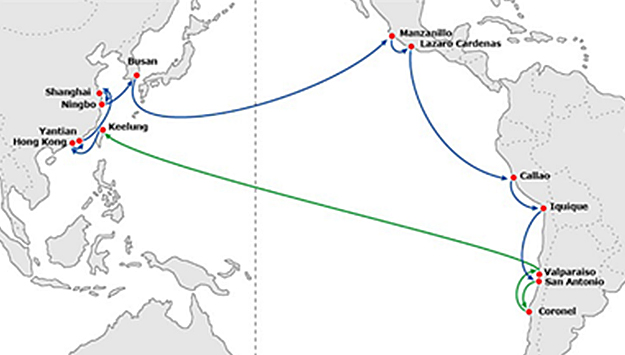 Manzanillo
Lazaro Cardenas
Busan
Shanghai
Ningbo
Keelung
Yantian
Hong Kong
Callao
Iquique
Valparaiso
San Antonio
Coronel